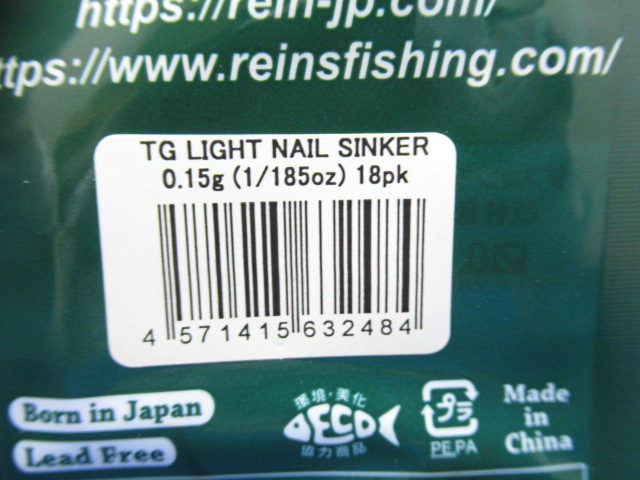 https://rein-jp.com/
ttps://www.reinsfishing.com/
TG LIGHT NAIL SINKER
0.15g (1/185oz) 18pk
4 571415 632484
Born in Japan
Lead Free
環境・美化
ECO
協力商品
プラ
PE,PA
Made
in
China